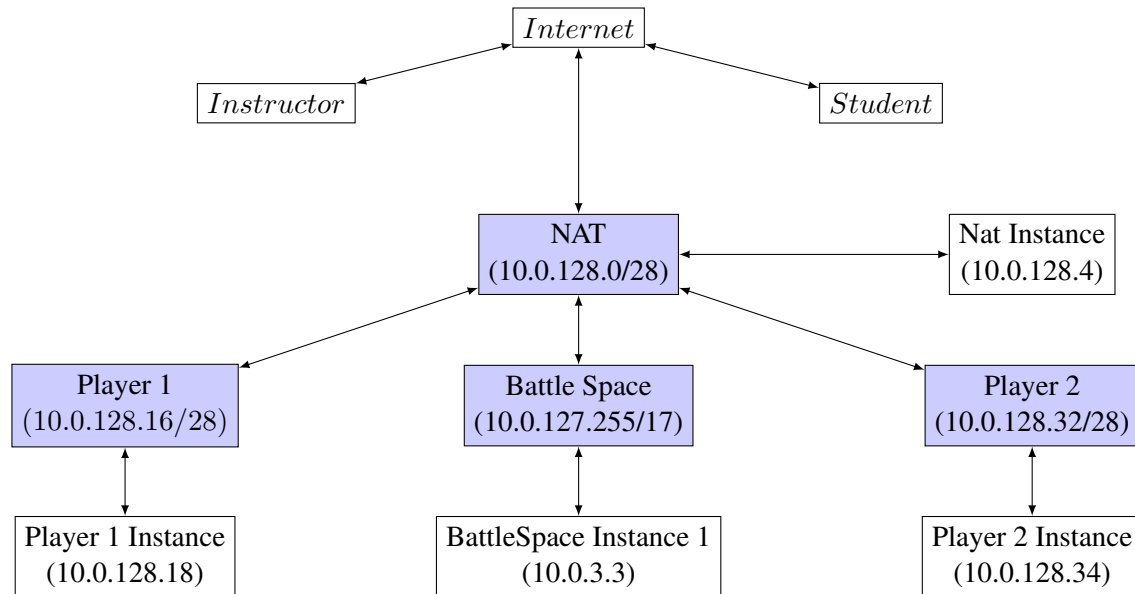 Internet
Instructor
Student
NAT
(10.0.128.0/28)
Nat Instance
(10.0.128.4)
Player 1
(10.0.128.16/28)
Battle Space
(10.0.127.255/17)
Player 2
(10.0.128.32/28)
Player 1 Instance
(10.0.128.18)
BattleSpace Instance 1
(10.0.3.3)
Player 2 Instance
(10.0.128.34)